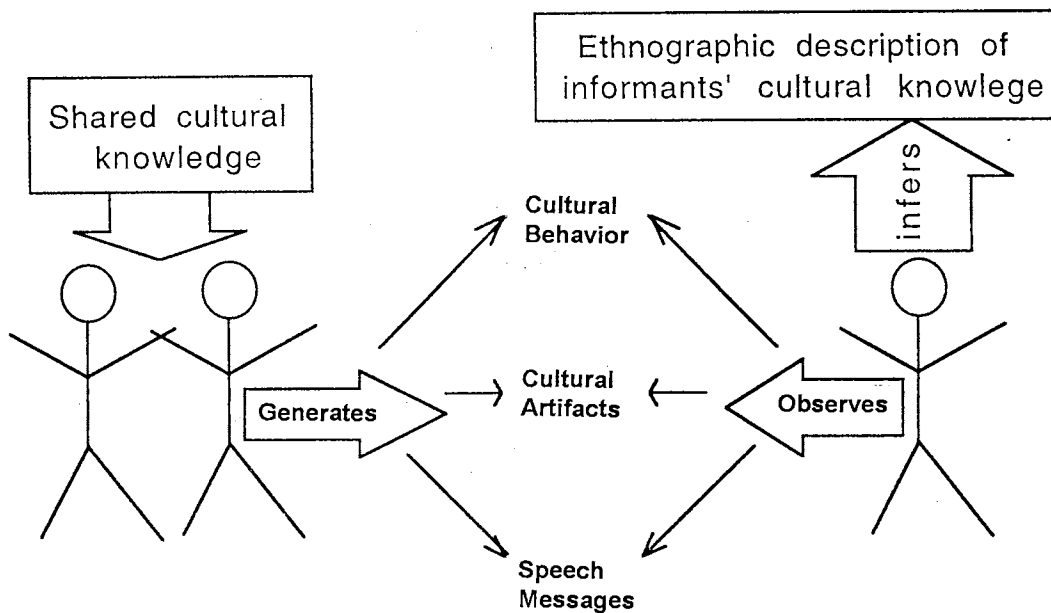 Shared cultural
knowledge
Ethnographic description of
informants' cultural knowlege
infers
Cultural
Behavior
Generates
Cultural
Artifacts
Observes
Speech
Messages